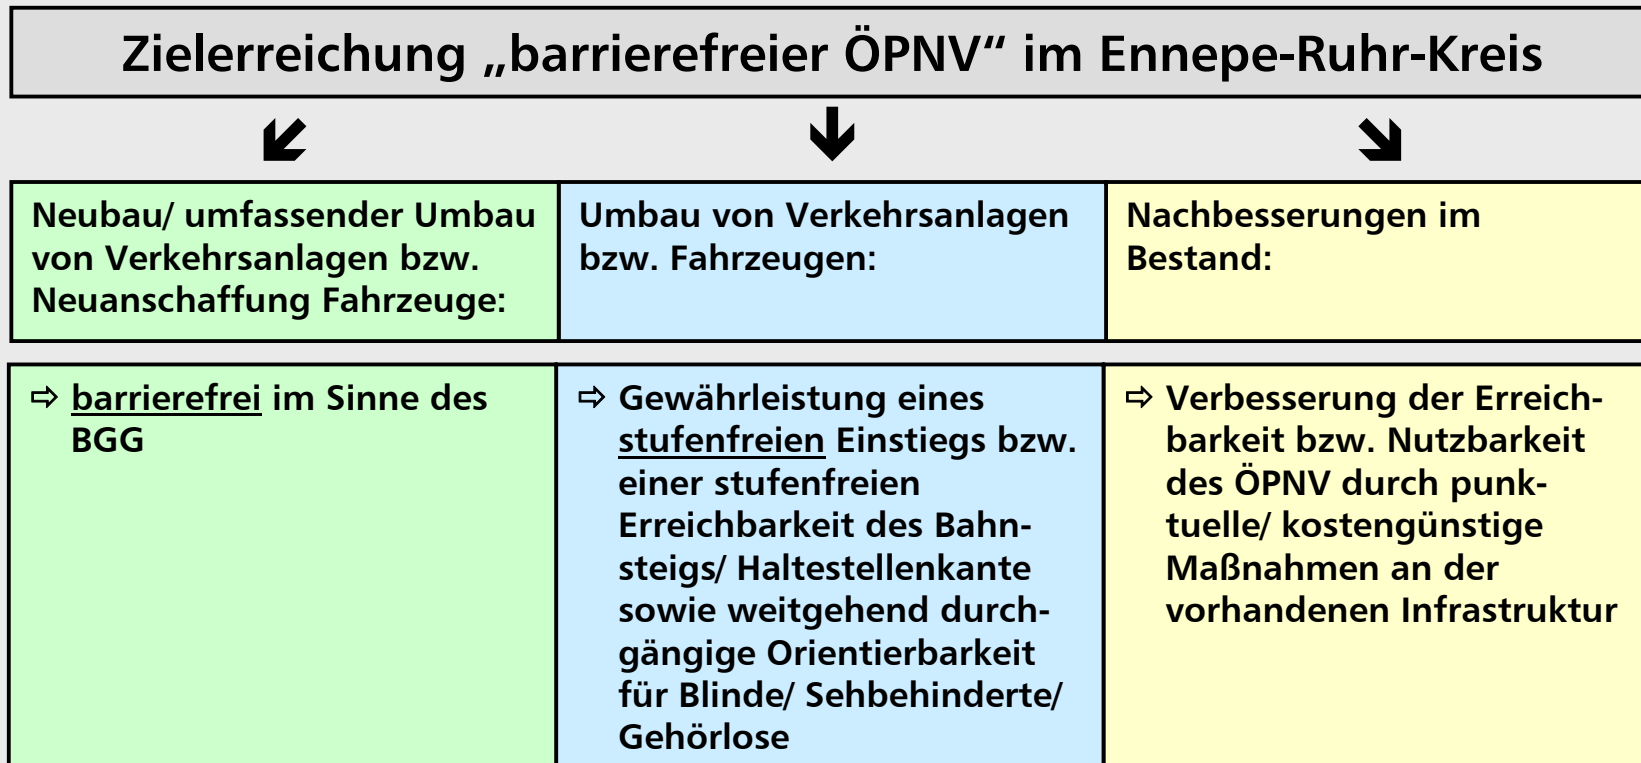 Zielerreichung „barrierefreier ÖPNV“ im Ennepe-Ruhr-Kreis
Neubau/ umfassender Umbau
von Verkehrsanlagen bzw.
Neuanschaffung Fahrzeuge:
Umbau von Verkehrsanlagen
bzw. Fahrzeugen:
Nachbesserungen im
Bestand:
⇨ barrierefrei im Sinne des
BGG
⇨ Gewährleistung eines
stufenfreien Einstiegs bzw.
einer stufenfreien
Erreichbarkeit des Bahn-
steigs/ Haltestellenkante
sowie weitgehend durch-
gängige Orientierbarkeit
für Blinde/ Sehbehinderte/
Gehörlose
⇨ Verbesserung der Erreich-
barkeit bzw. Nutzbarkeit
des ÖPNV durch punk-
tuelle/ kostengünstige
Maßnahmen an der
vorhandenen Infrastruktur